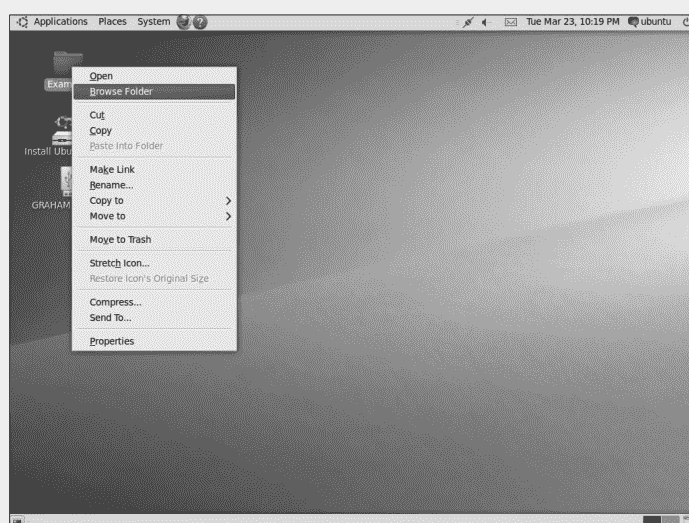 Applications Places System
Tue Mar 23, 10:19 PM ubuntu
Open
Browse Folder
Cut
Copy
Paste Into Folder
Make Link
Rename...
Copy to
Move to
Move to Trash
Stretch Icon...
Restore Icon's Original Size
Compress...
Send To...
Properties
Exam
Install Ubu
GRAHAM